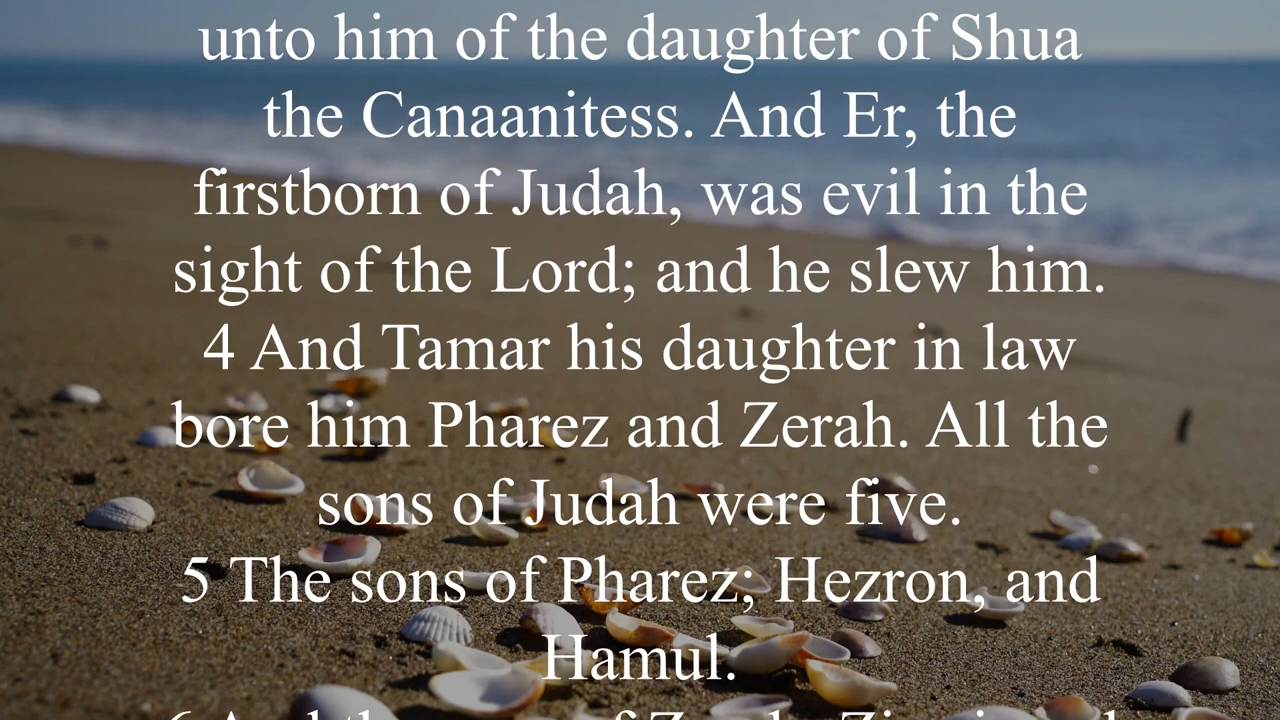 unto him of the daughter of Shua
the Canaanitess. And Er, the
firstborn of Judah, was evil in the
sight of the Lord; and he slew him.
4 And Tamar his daughter in law
bore him Pharez and Zerah. All the
sons of Judah were five.
5 The sons of Pharez; Hezron, and
Hamul.